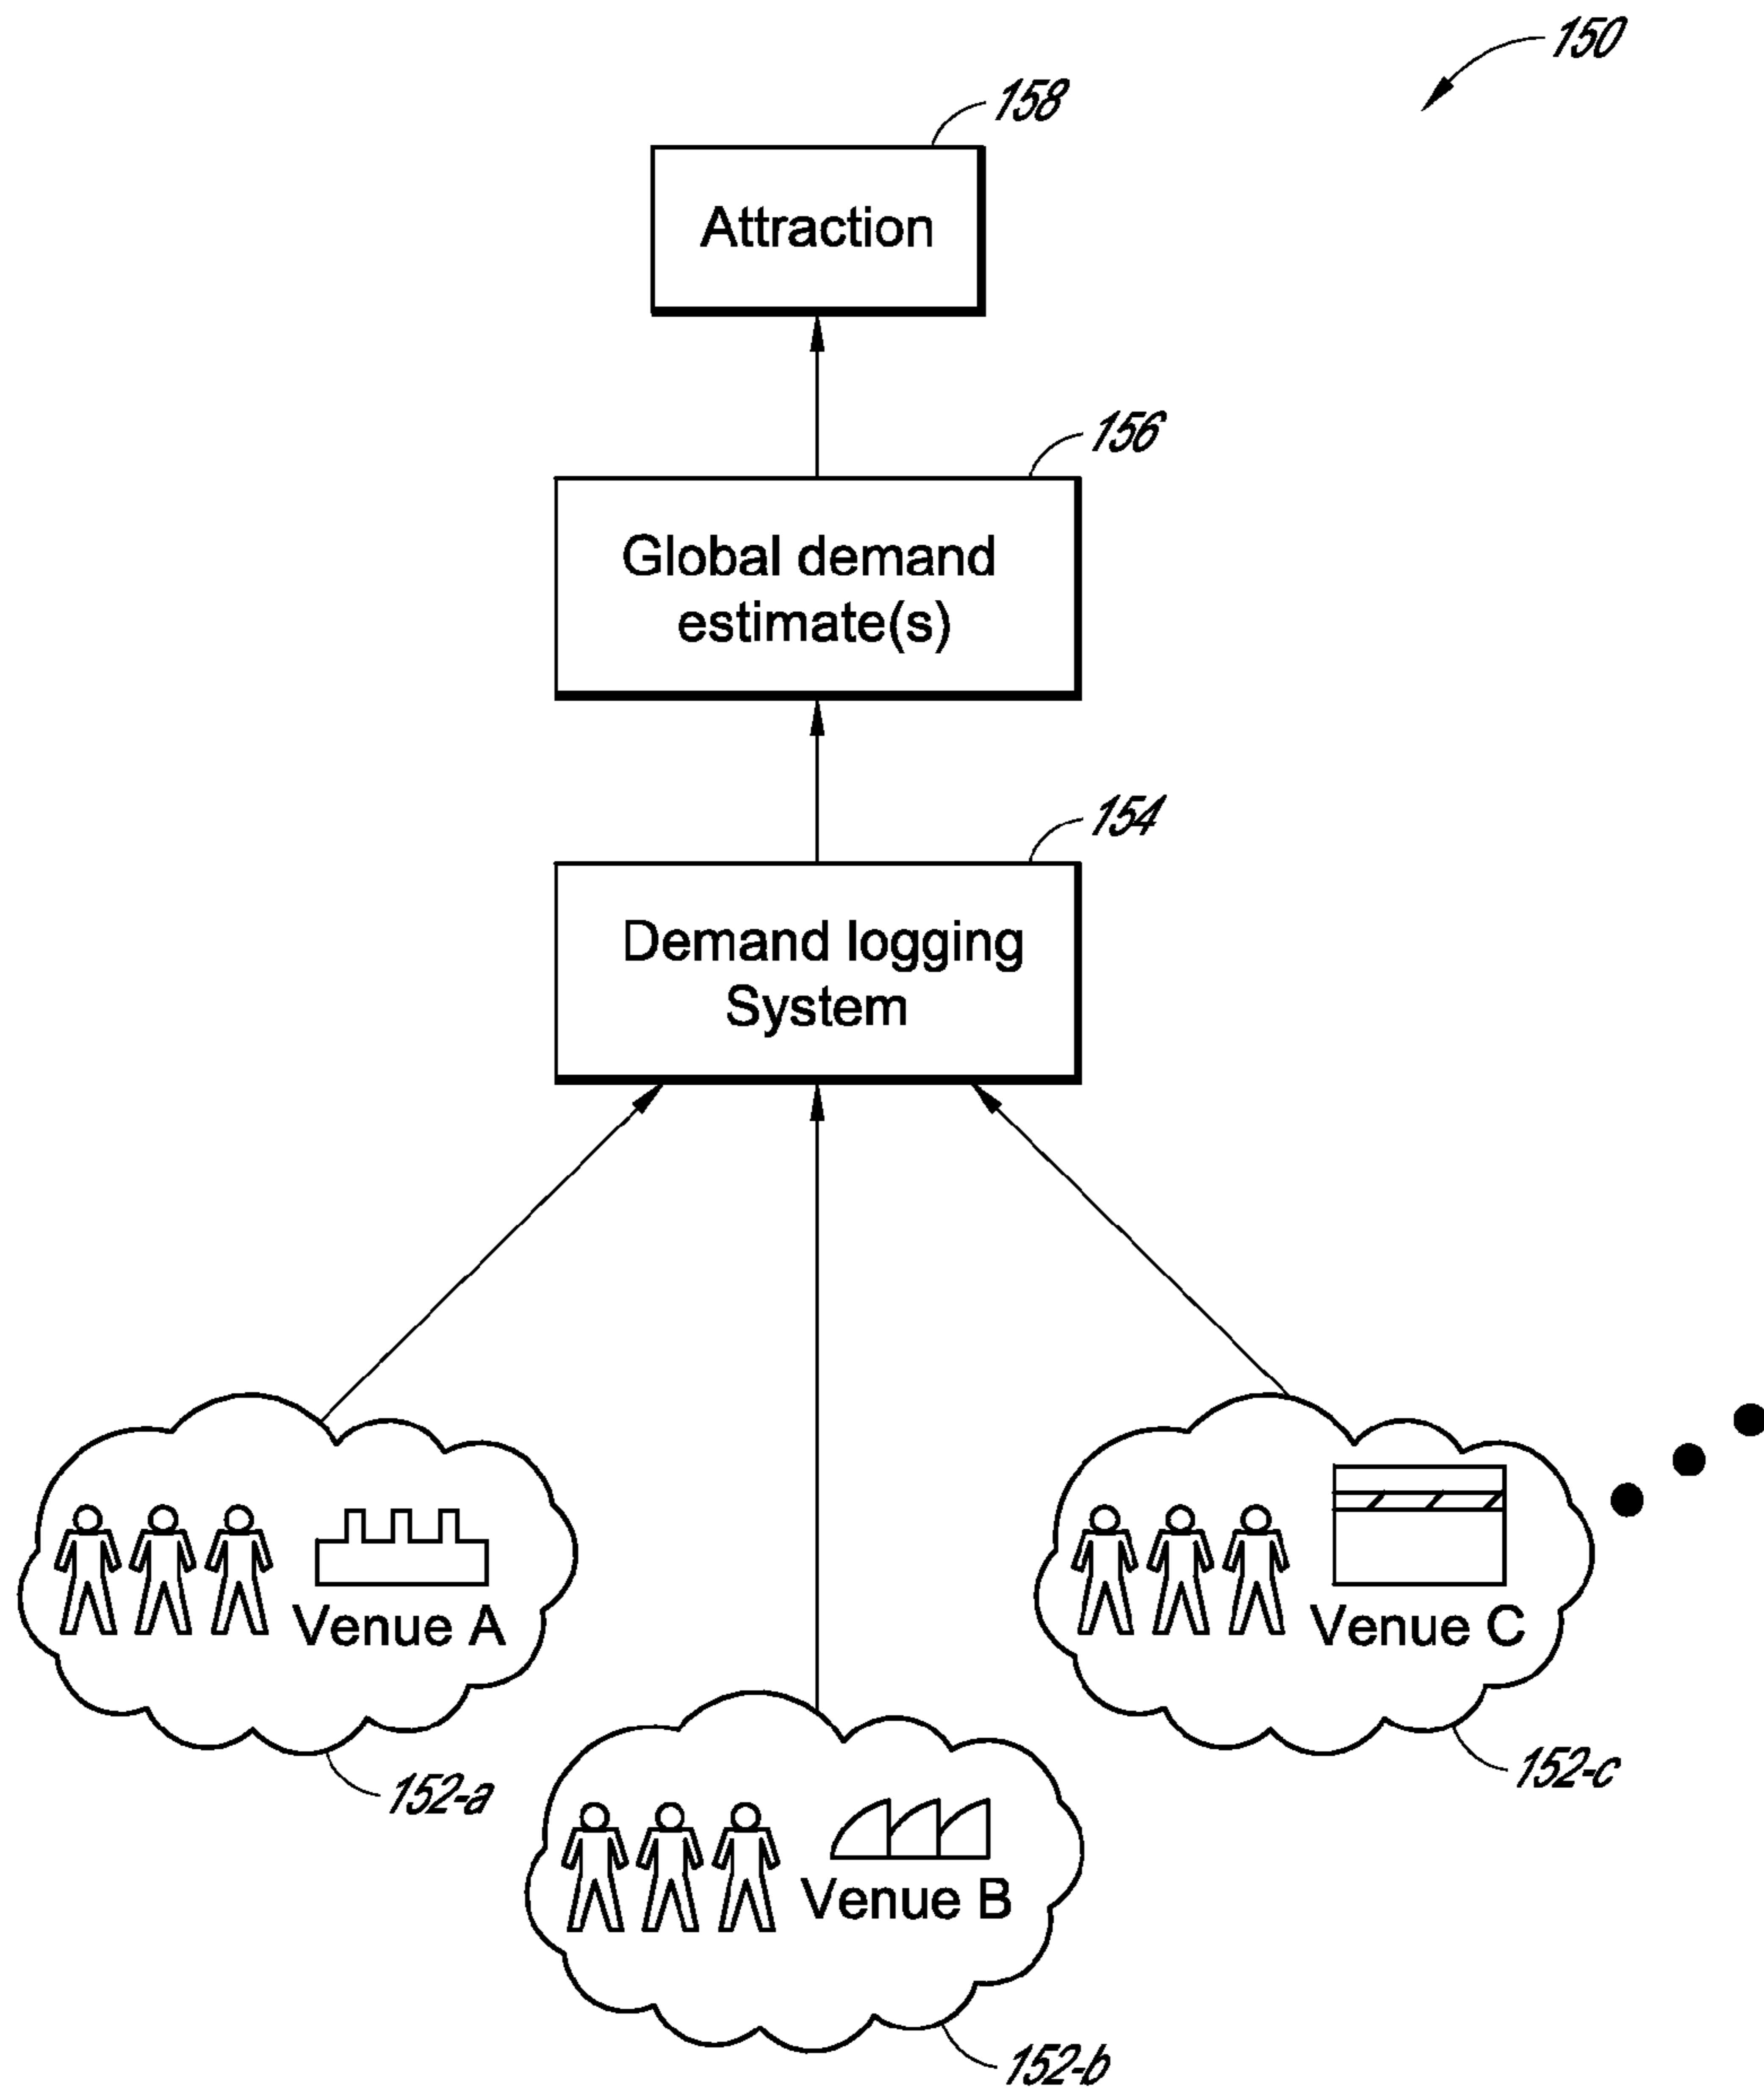 150
158
Attraction
156
Global demand
estimate(s)
154
Demand logging
System
Venue A
Venue C
152-a
152-c
Venue B
152-b